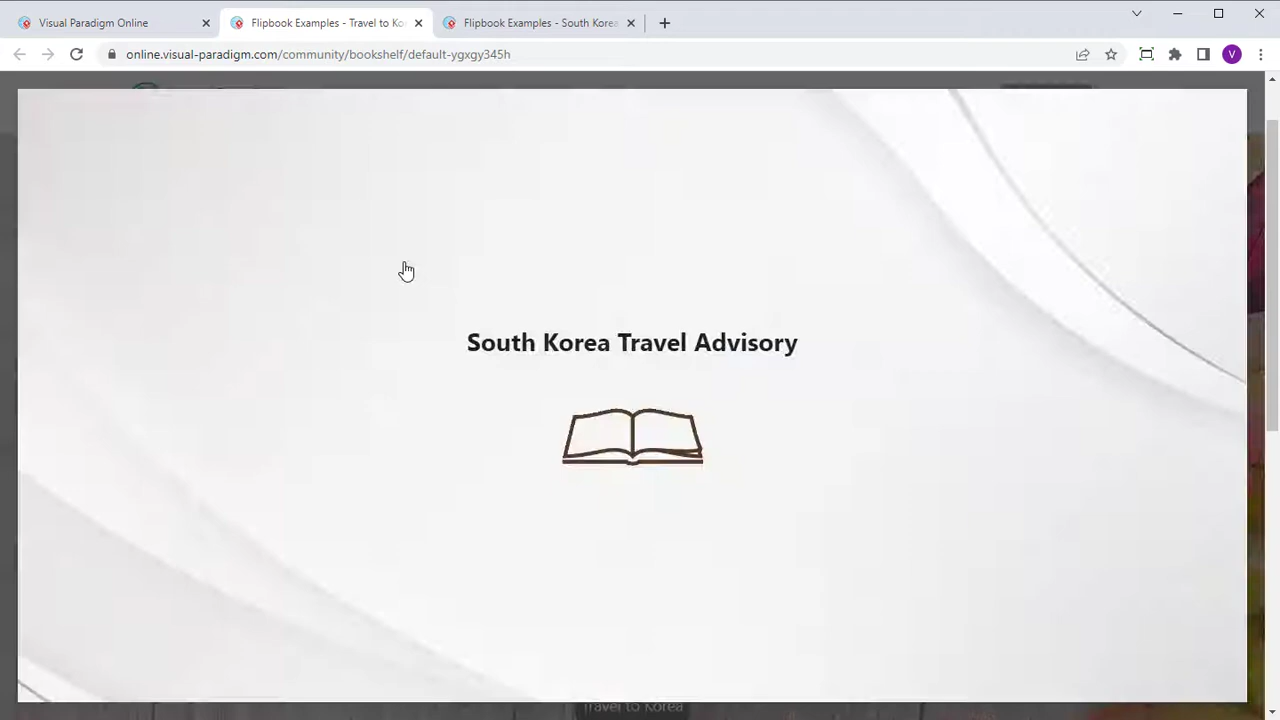 Visual Paradigm Online
Flipbook Examples - Travel to Ko
Flipbook Examples - South Korea
online.visual-paradigm.com/community/bookshelf/default-ygxgy345h
V
South Korea Travel Advisory
Travel to Korea